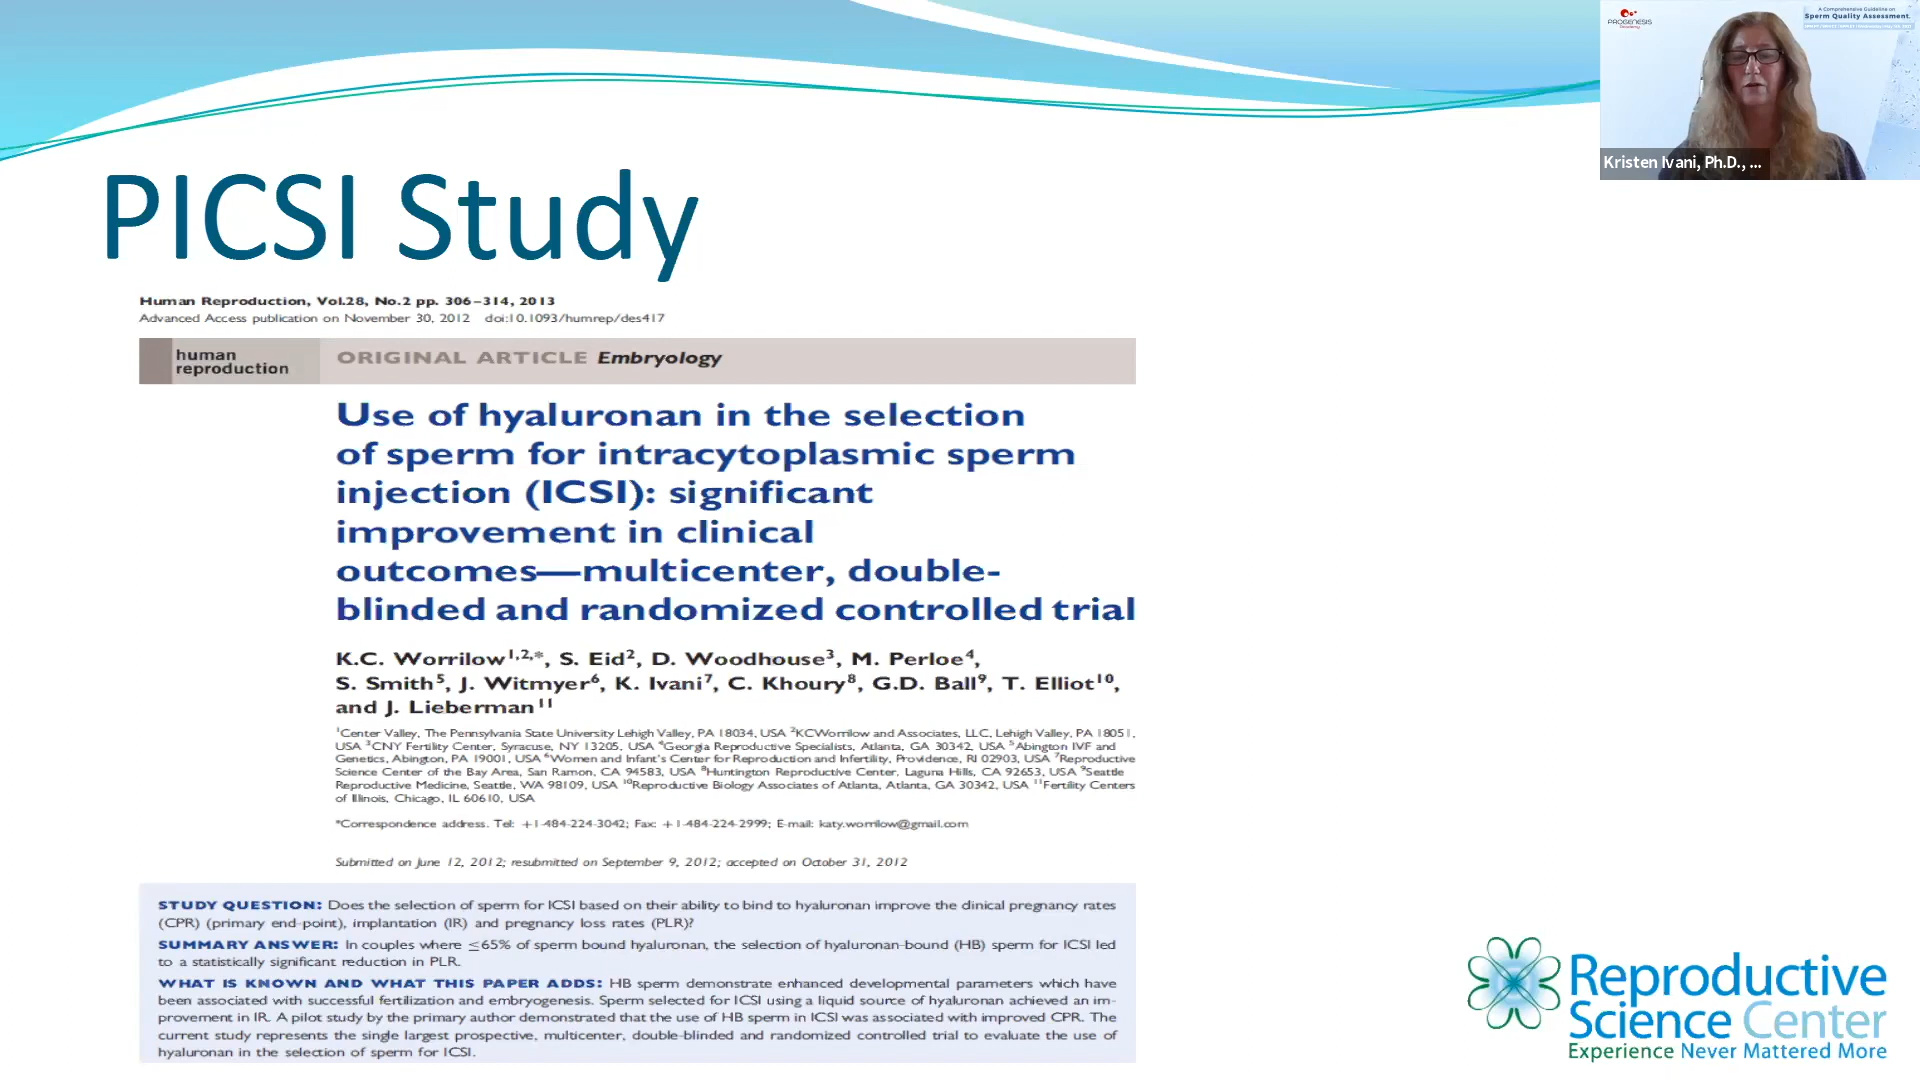 PROGENESIS
A Comprehensive Guideline on
Sperm Quality Assessment.
Kristen Ivani, Ph.D., ...
PICSI Study
Human Reproduction, Vol.28, No.2 pp. 306–314, 2013
Advanced Access publication on November 30, 2012 doi:10.1093/humrep/des417
human
reproduction
ORIGINAL ARTICLE Embryology
Use of hyaluronan in the selection
of sperm for intracytoplasmic sperm
injection (ICSI): significant
improvement in clinical
outcomes—multicenter, double-
blinded and randomized controlled trial
K.C. Worrilow1,2,*, S. Eid2, D. Woodhouse3, M. Perloe4,
S. Smith5, J. Witmyer6, K. Ivani7, C. Khoury8, G.D. Ball9, T. Elliot10,
and J. Lieberman11
1Center Valley, The Pennsylvania State University Lehigh Valley, PA 18034, USA 2KCWorrilow and Associates, LLC, Lehigh Valley, PA 18051,
USA 3CNY Fertility Center, Syracuse, NY 13205, USA 4Georgia Reproductive Specialists, Atlanta, GA 30342, USA 5Abington IVF and
Genetics, Abington, PA 19001, USA 6Women and Infant's Center for Reproduction and Infertility, Providence, RI 02903, USA 7Reproductive
Science Center of the Bay Area, San Ramon, CA 94583, USA 8Huntington Reproductive Center, Laguna Hills, CA 92653, USA 9Seattle
Reproductive Medicine, Seattle, WA 98109, USA 10Reproductive Biology Associates of Atlanta, Atlanta, GA 30342, USA 11Fertility Centers
of Illinois, Chicago, IL 60610, USA
*Correspondence address. Tel: +1-484-224-3042; Fax: +1-484-224-2999; E-mail: katy.worrilow@gmail.com
Submitted on June 12, 2012; resubmitted on September 9, 2012; accepted on October 31, 2012
STUDY QUESTION: Does the selection of sperm for ICSI based on their ability to bind to hyaluronan improve the clinical pregnancy rates
(CPR) (primary end-point), implantation (IR) and pregnancy loss rates (PLR)?
SUMMARY ANSWER: In couples where ≤65% of sperm bound hyaluronan, the selection of hyaluronan-bound (HB) sperm for ICSI led
to a statistically significant reduction in PLR.
WHAT IS KNOWN AND WHAT THIS PAPER ADDS: HB sperm demonstrate enhanced developmental parameters which have
been associated with successful fertilization and embryogenesis. Sperm selected for ICSI using a liquid source of hyaluronan achieved an im-
provement in IR. A pilot study by the primary author demonstrated that the use of HB sperm in ICSI was associated with improved CPR. The
current study represents the single largest prospective, multicenter, double-blinded and randomized controlled trial to evaluate the use of
hyaluronan in the selection of sperm for ICSI.
Reproductive
Science Center
Experience Never Mattered More